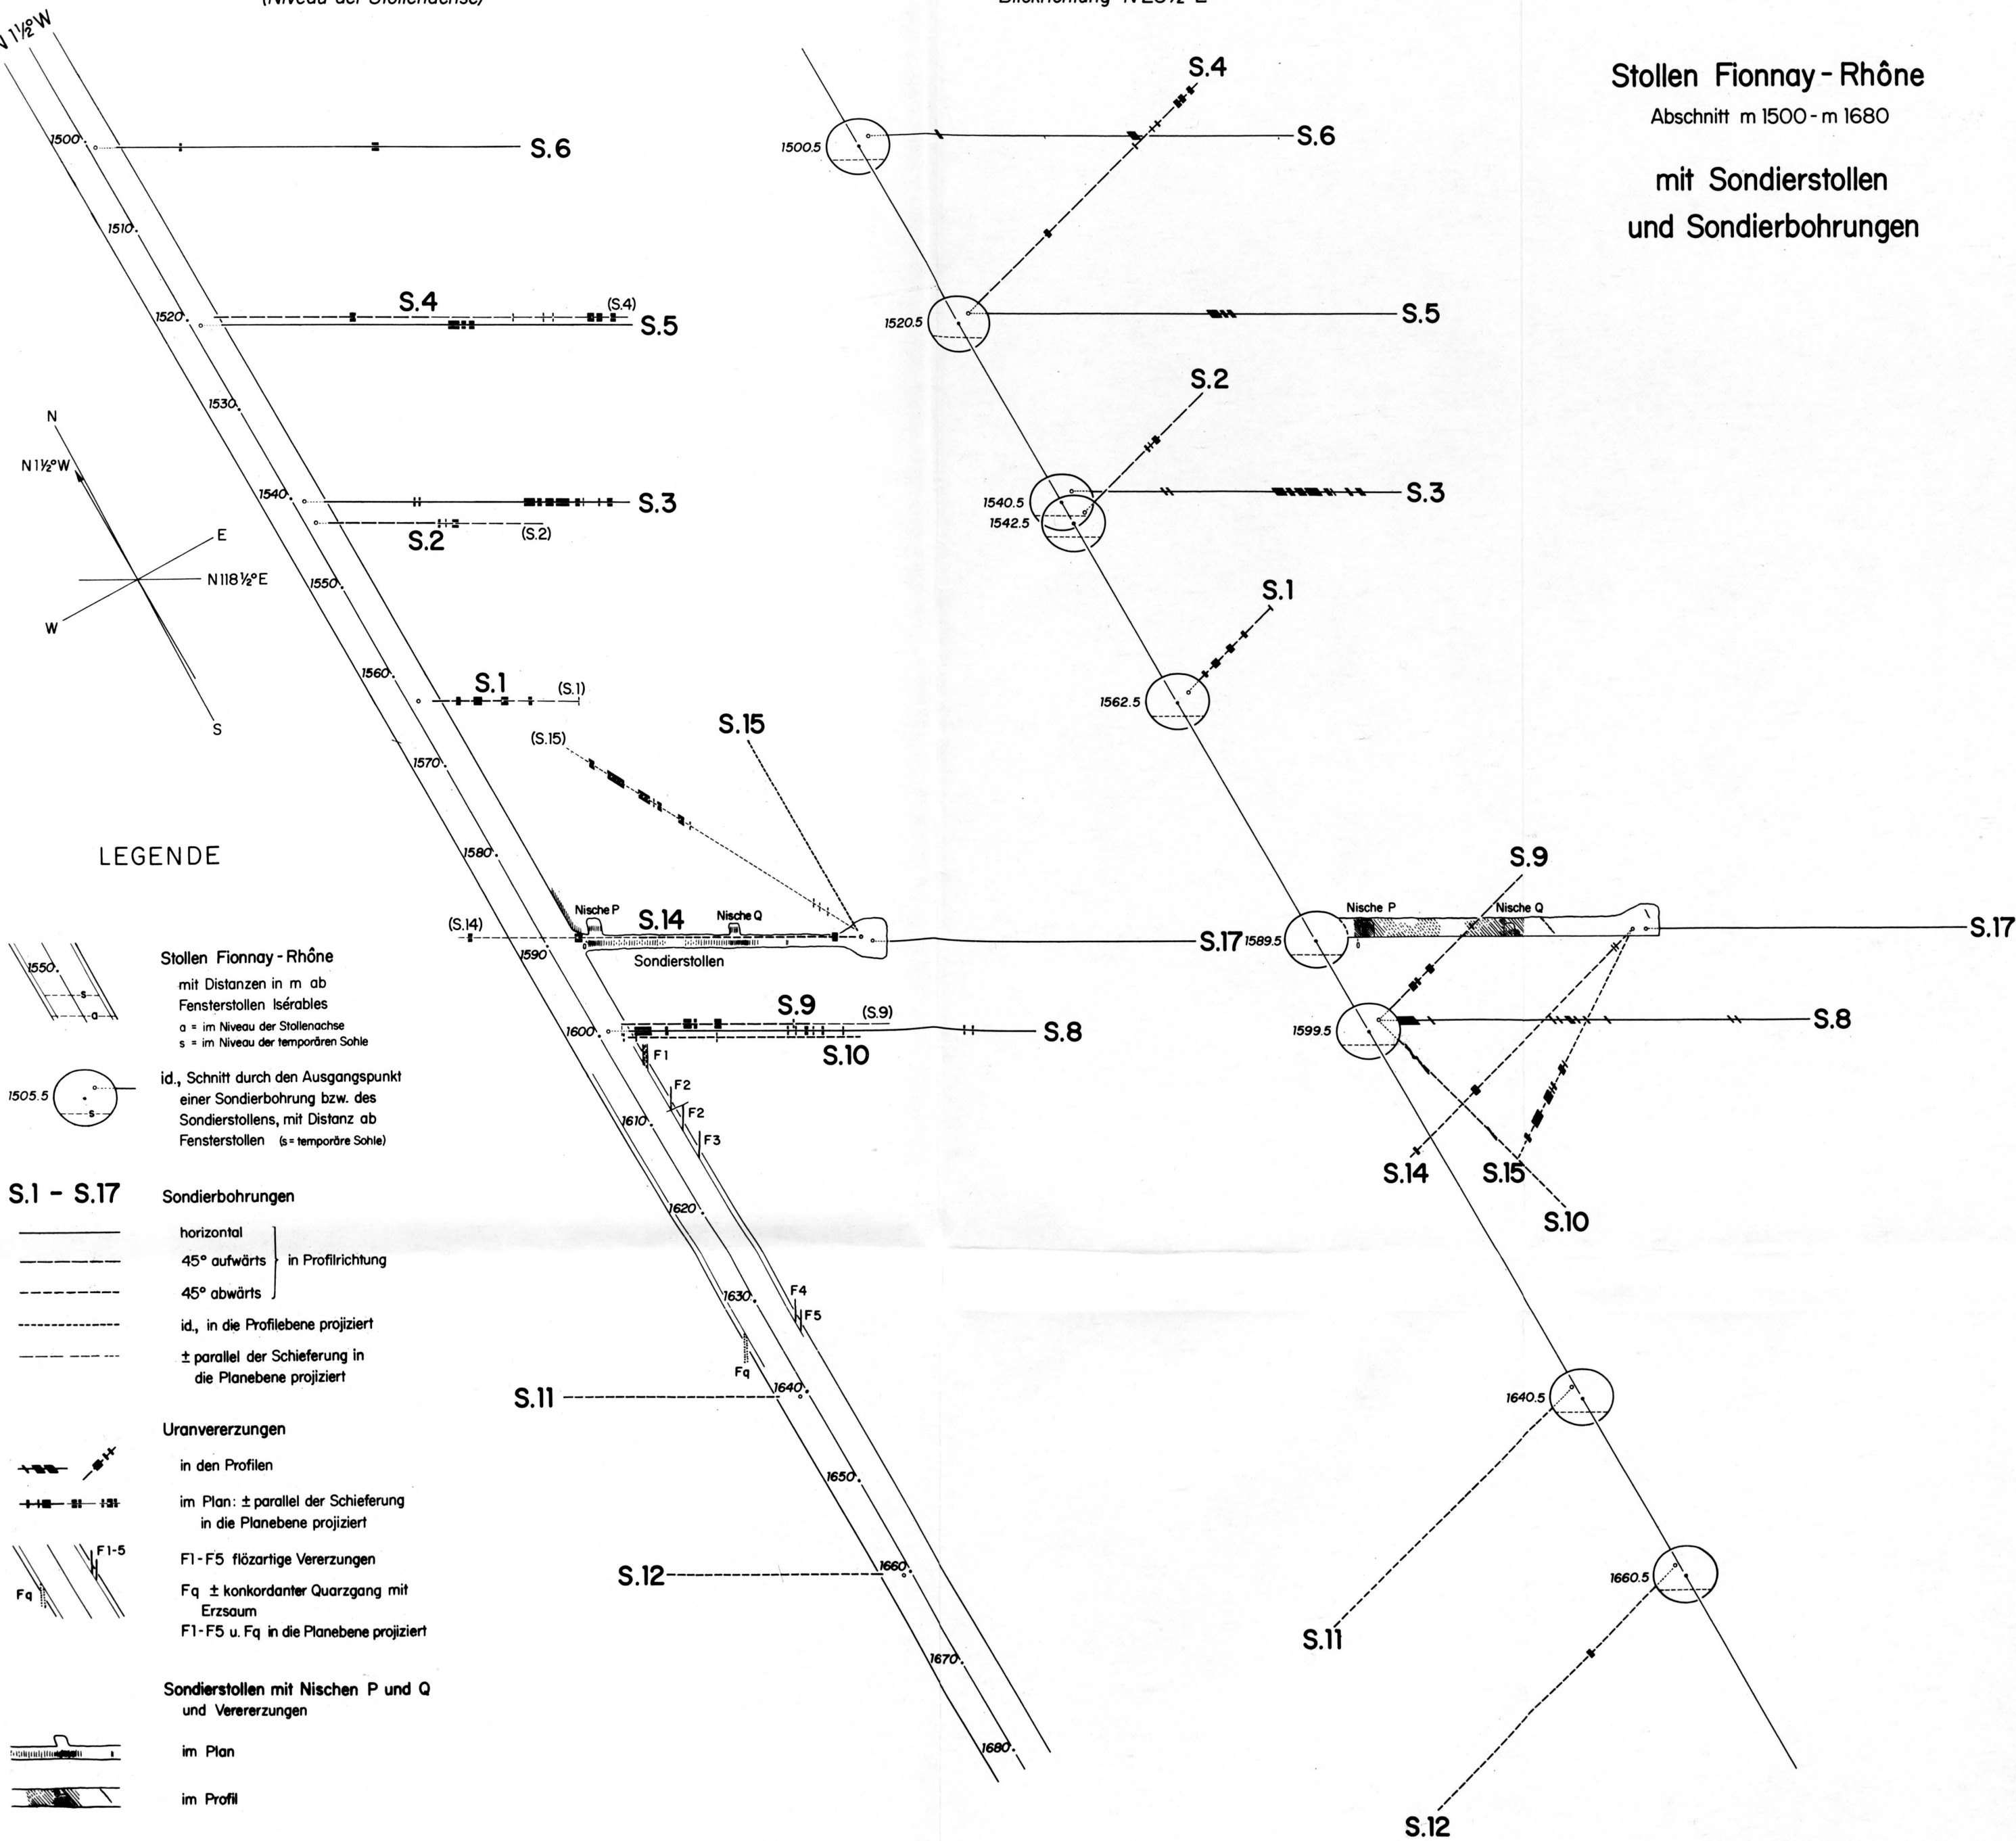 (Niveau der Stollenachse)
N 1½° W
1500
S.6
1510
1520
S.4
(S.4)
S.5
1530
1540
S.3
S.2
(S.2)
1550
N
N 1½° W
E
N 118½° E
W
S
1560
S.1
(S.1)
1570
(S.15)
S.15
1580
(S.14)
Nische P
S.14
Nische Q
Sondierstollen
S.17
1590
1600
S.9
(S.9)
S.8
S.10
F1
F2
F2
1610
F3
1620
1630
F4
F5
Fq
1640
S.11
1650
1660
S.12
1670
1680
1500.5
S.4
S.6
1520.5
S.5
S.2
1540.5
1542.5
S.3
S.1
1562.5
S.9
Nische P
Nische Q
1589.5
S.17
1599.5
S.8
S.14
S.15
S.10
1640.5
S.11
1660.5
S.12
Stollen Fionnay - Rhône
Abschnitt m 1500 - m 1680
mit Sondierstollen
und Sondierbohrungen
LEGENDE
1550
s
a
Stollen Fionnay - Rhône
mit Distanzen in m ab
Fensterstollen Isérables
a = im Niveau der Stollenachse
s = im Niveau der temporären Sohle
1505.5
s
id., Schnitt durch den Ausgangspunkt
einer Sondierbohrung bzw. des
Sondierstollens, mit Distanz ab
Fensterstollen (s = temporäre Sohle)
S.1 - S.17 Sondierbohrungen
horizontal
45° aufwärts in Profilrichtung
45° abwärts
id., in die Profilebene projiziert
± parallel der Schieferung in
die Planebene projiziert
Uranvererzungen
in den Profilen
im Plan: ± parallel der Schieferung
in die Planebene projiziert
F1-5
Fq
F1-F5 flözartige Vererzungen
Fq ± konkordanter Quarzgang mit
Erzsaum
F1-F5 u. Fq in die Planebene projiziert
Sondierstollen mit Nischen P und Q
und Verererzungen
im Plan
im Profil